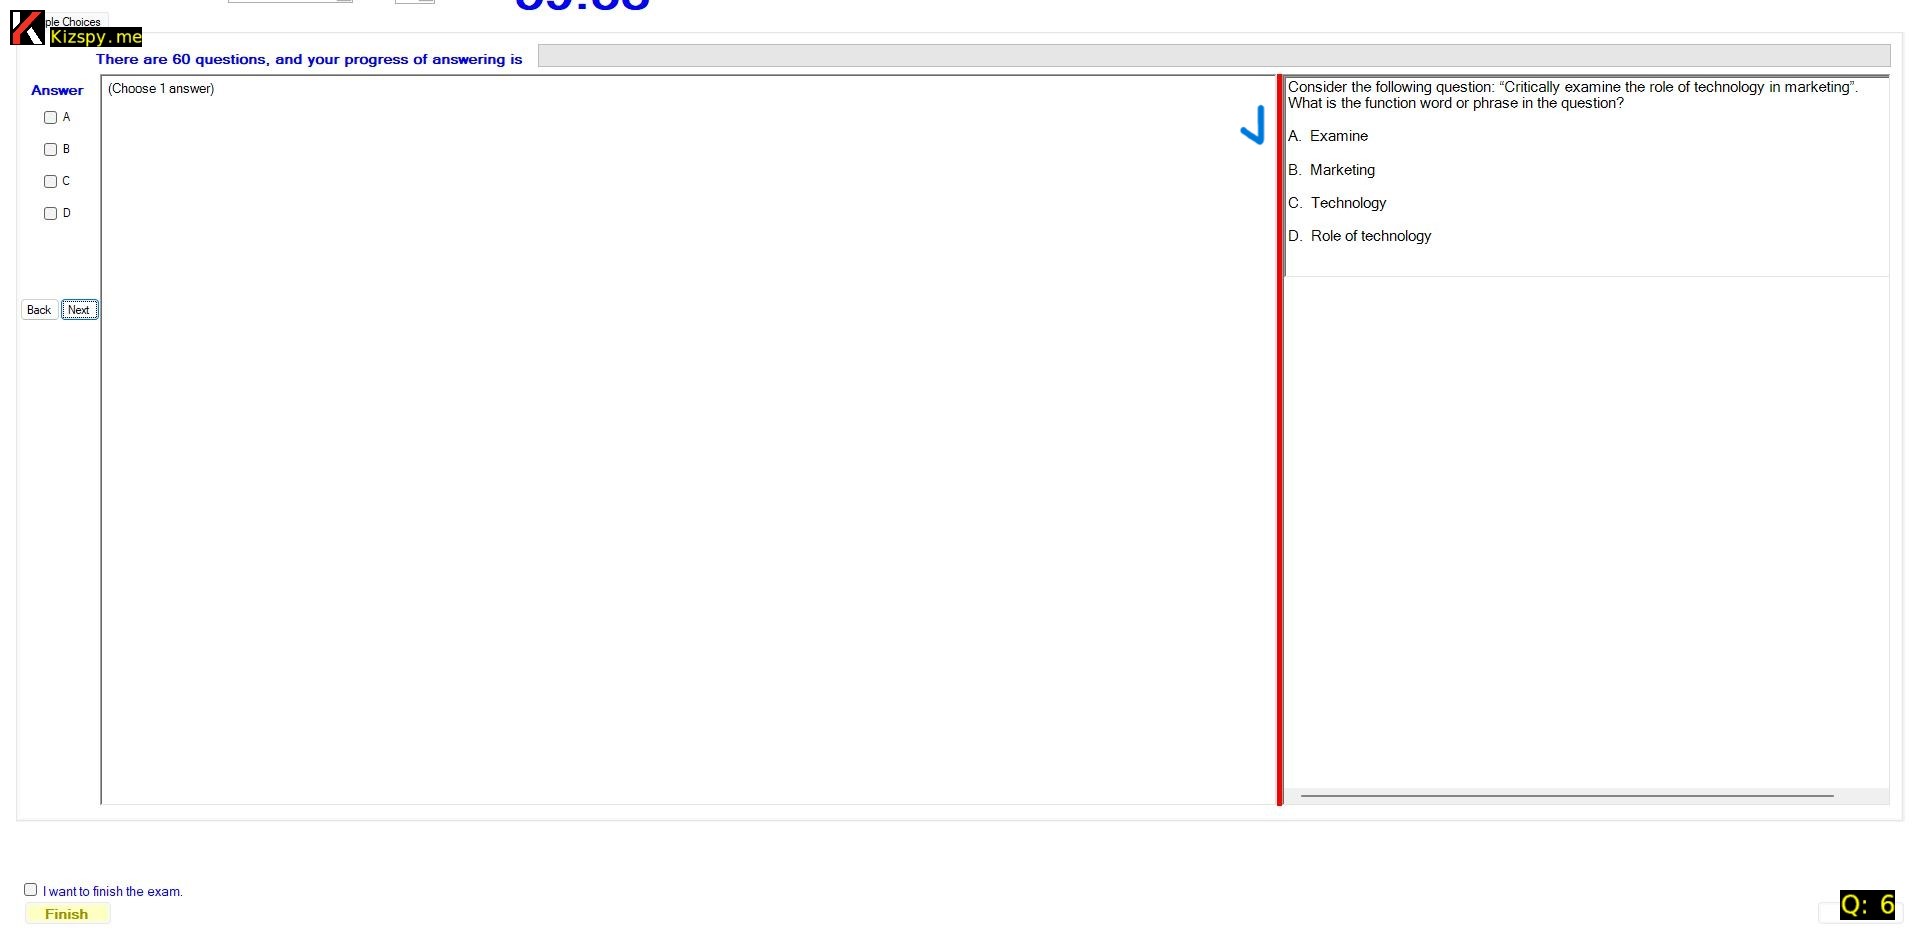 ple Choices
Kizspy.me
There are 60 questions, and your progress of answering is
Answer
A
B
C
D
Back Next
(Choose 1 answer)
Consider the following question: “Critically examine the role of technology in marketing”.
What is the function word or phrase in the question?
A. Examine
B. Marketing
C. Technology
D. Role of technology
I want to finish the exam.
Finish
Q: 6